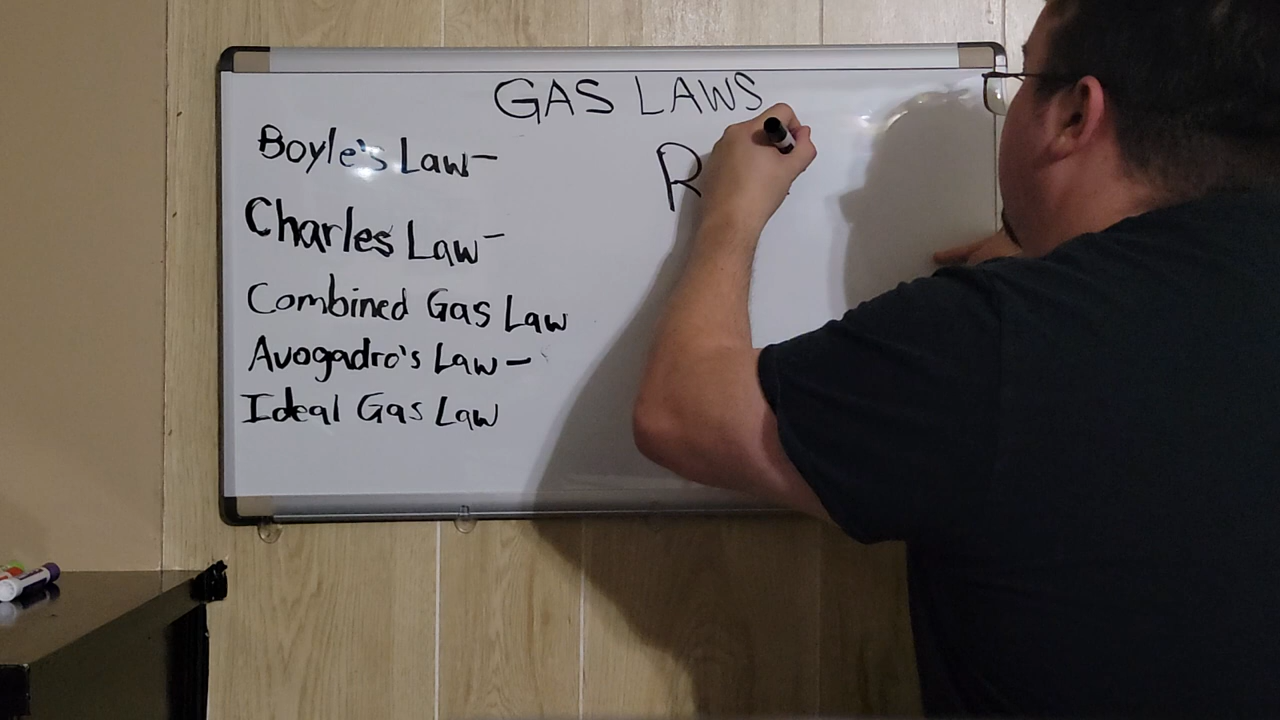 GAS LAWS
Boyle's Law-
R
Charles Law-
Combined Gas Law
Avogadro's Law-
Ideal Gas Law